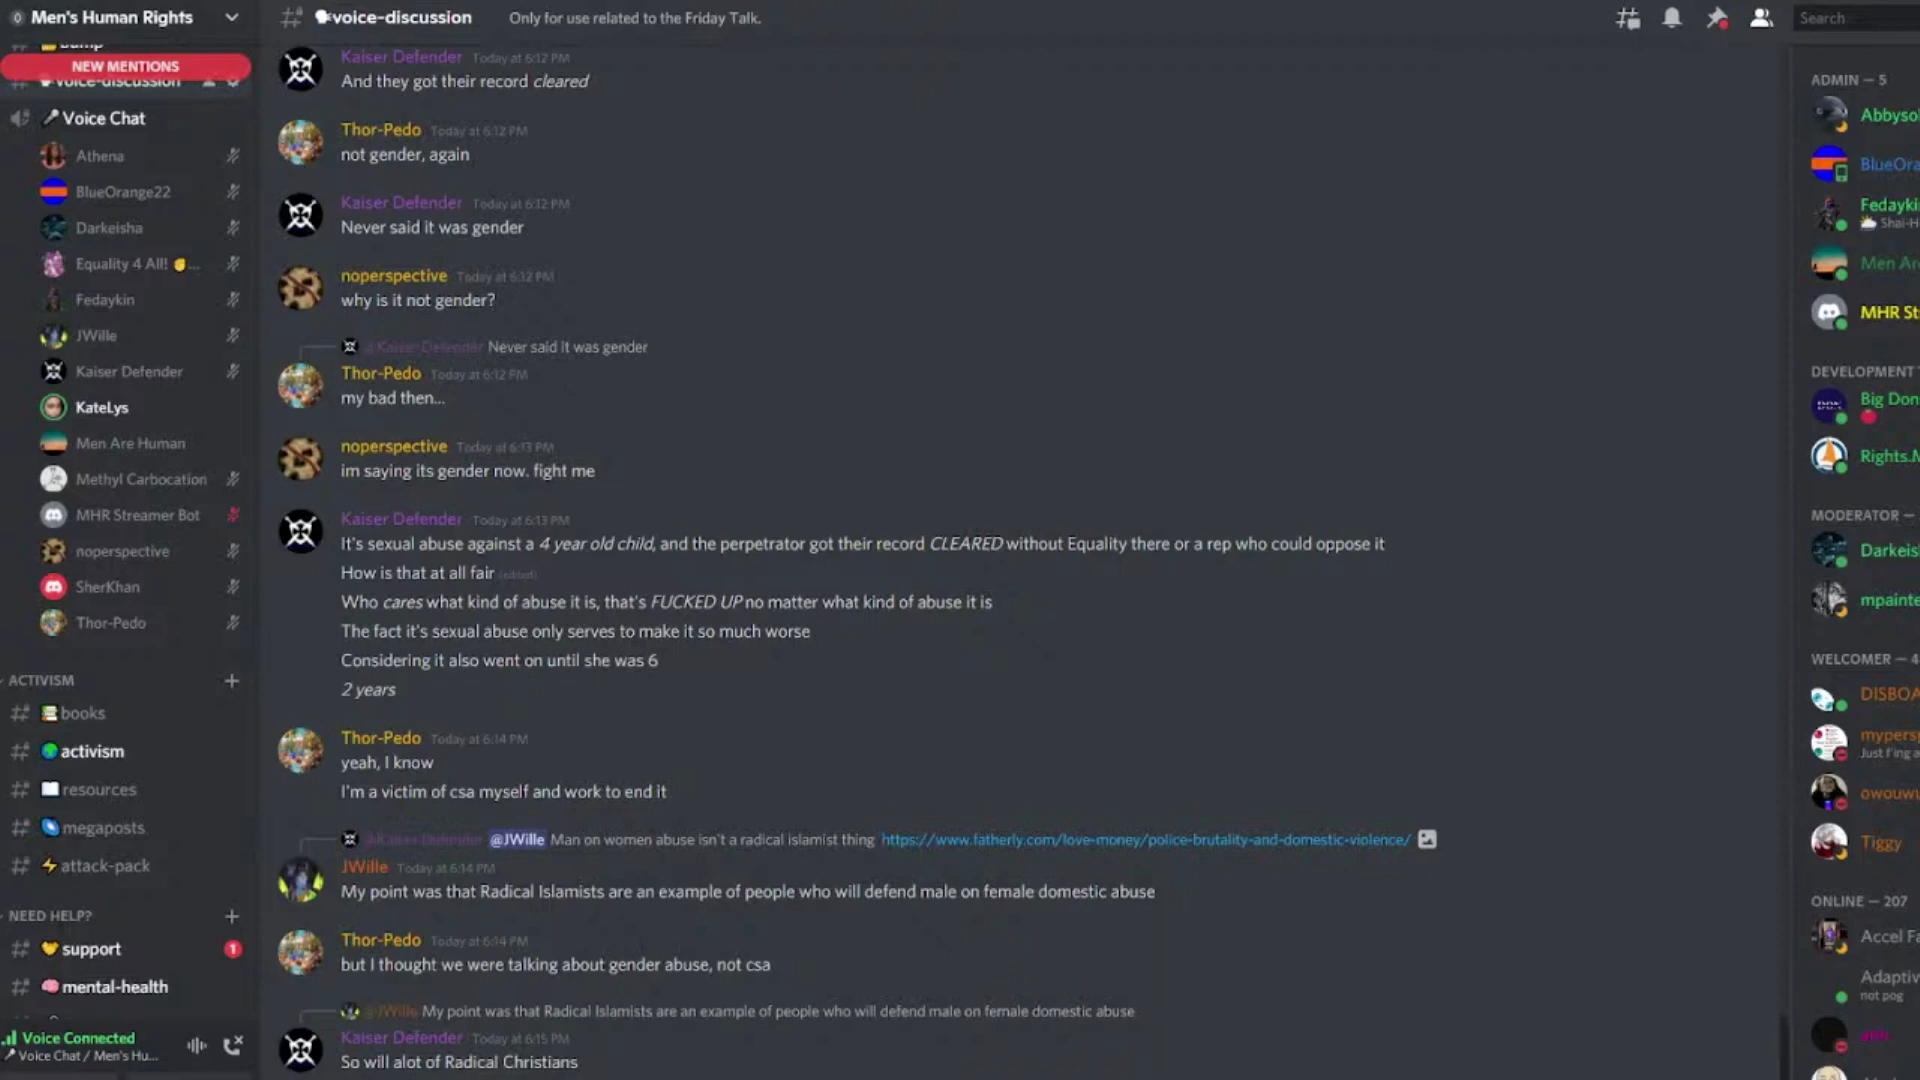 Men's Human Rights
NEW MENTIONS
voice-discussion
Voice Chat
Athena
BlueOrange22
Darkeisha
Equality 4 All! ✊...
Fedaykin
JWille
Kaiser Defender
KateLys
Men Are Human
Methyl Carbocation
MHR Streamer Bot
noperspective
SherKhan
Thor-Pedo
ACTIVISM
books
activism
resources
megaposts
attack-pack
NEED HELP?
support 1
mental-health
Voice Connected
Voice Chat / Men's Hu...
voice-discussion Only for use related to the Friday Talk.
Kaiser Defender Today at 6:12 PM
And they got their record cleared
Thor-Pedo Today at 6:12 PM
not gender, again
Kaiser Defender Today at 6:12 PM
Never said it was gender
noperspective Today at 6:12 PM
why is it not gender?
@Kaiser Defender Never said it was gender
Thor-Pedo Today at 6:12 PM
my bad then...
noperspective Today at 6:13 PM
im saying its gender now. fight me
Kaiser Defender Today at 6:13 PM
It's sexual abuse against a 4 year old child, and the perpetrator got their record CLEARED without Equality there or a rep who could oppose it
How is that at all fair (edited)
Who cares what kind of abuse it is, that's FUCKED UP no matter what kind of abuse it is
The fact it's sexual abuse only serves to make it so much worse
Considering it also went on until she was 6
2 years
Thor-Pedo Today at 6:14 PM
yeah, I know
I'm a victim of csa myself and work to end it
@Kaiser Defender @JWille Man on women abuse isn't a radical islamist thing https://www.fatherly.com/love-money/police-brutality-and-domestic-violence/
JWille Today at 6:14 PM
My point was that Radical Islamists are an example of people who will defend male on female domestic abuse
Thor-Pedo Today at 6:14 PM
but I thought we were talking about gender abuse, not csa
@JWille My point was that Radical Islamists are an example of people who will defend male on female domestic abuse
Kaiser Defender Today at 6:15 PM
So will alot of Radical Christians
Search
ADMIN — 5
Abbyso
BlueOra
Fedayki
Shai-H
Men Are
MHR St
DEVELOPMENT
Big Don
Rights.M
MODERATOR —
Darkeis
mpainte
WELCOMER — 4
DISBOA
mypersp
Just f'ing a
owouwu
Tiggy
ONLINE — 207
Accel Fa
Adaptiv
not pog